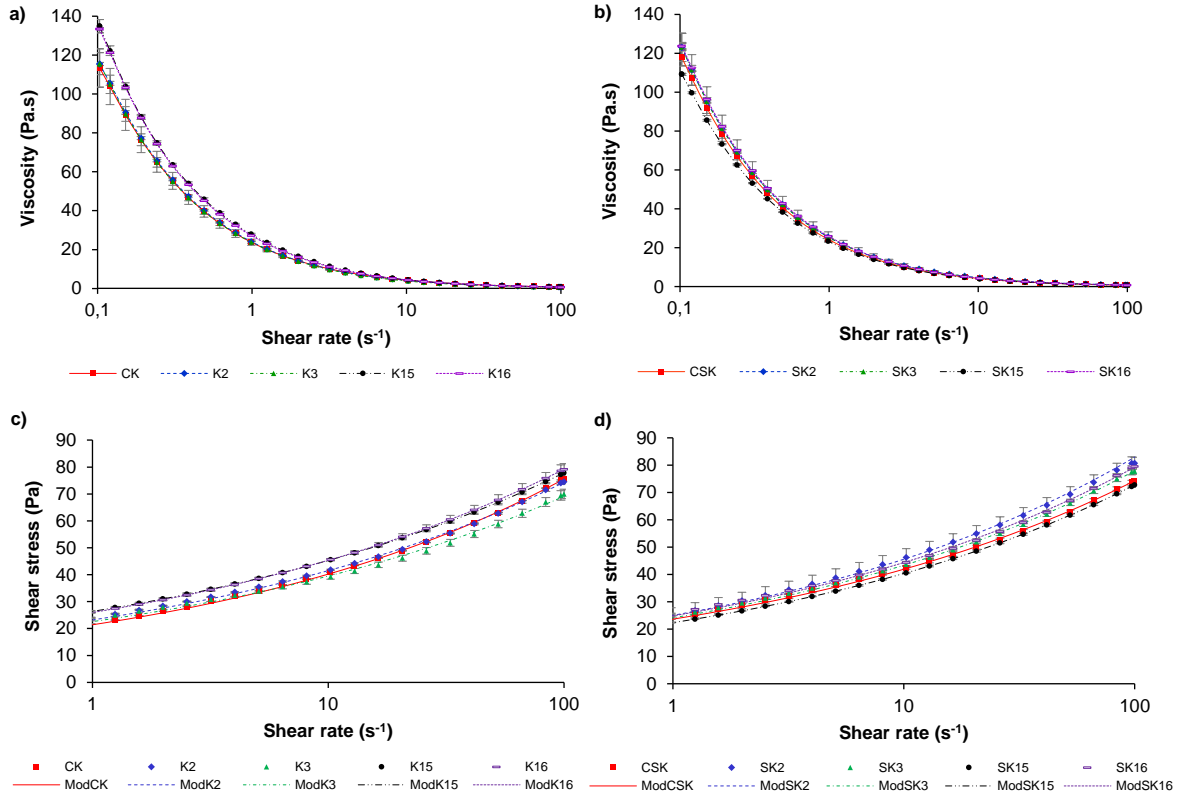 a)
140
120
100
80
60
40
20
0
Viscosity (Pa.s)
0,1 1 10 100
Shear rate (s⁻¹)
CK K2 K3 K15 K16
b)
140
120
100
80
60
40
20
0
Viscosity (Pa.s)
0,1 1 10 100
Shear rate (s⁻¹)
CSK SK2 SK3 SK15 SK16
c)
90
80
70
60
50
40
30
20
10
0
Shear stress (Pa)
1 10 100
Shear rate (s⁻¹)
CK K2 K3 K15 K16
ModCK ModK2 ModK3 ModK15 ModK16
d)
90
80
70
60
50
40
30
20
10
0
Shear stress (Pa)
1 10 100
Shear rate (s⁻¹)
CSK SK2 SK3 SK15 SK16
ModCSK ModSK2 ModSK3 ModSK15 ModSK16